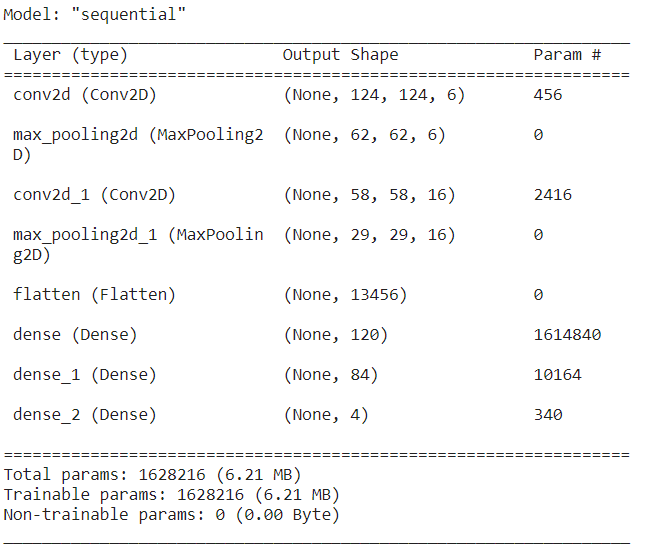 Model: "sequential"
Layer (type) Output Shape Param #
=================================================================
conv2d (Conv2D) (None, 124, 124, 6) 456
max_pooling2d (MaxPooling2 (None, 62, 62, 6) 0
D)
conv2d_1 (Conv2D) (None, 58, 58, 16) 2416
max_pooling2d_1 (MaxPoolin (None, 29, 29, 16) 0
g2D)
flatten (Flatten) (None, 13456) 0
dense (Dense) (None, 120) 1614840
dense_1 (Dense) (None, 84) 10164
dense_2 (Dense) (None, 4) 340
=================================================================
Total params: 1628216 (6.21 MB)
Trainable params: 1628216 (6.21 MB)
Non-trainable params: 0 (0.00 Byte)